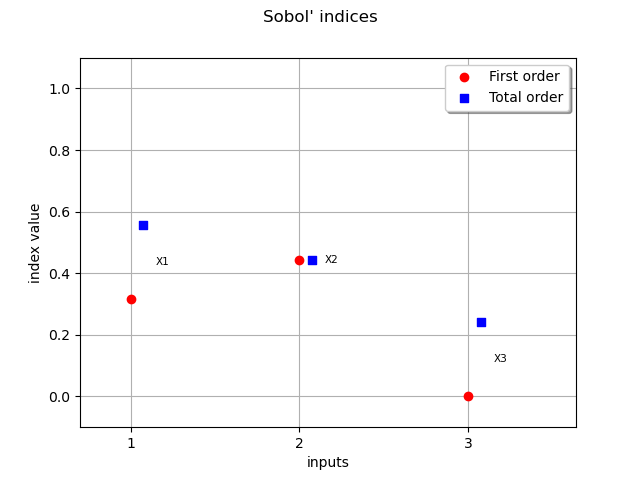 Sobol' indices
First order
Total order
1.0
0.8
0.6
0.4
0.2
0.0
index value
X1
X2
X3
1
2
3
inputs